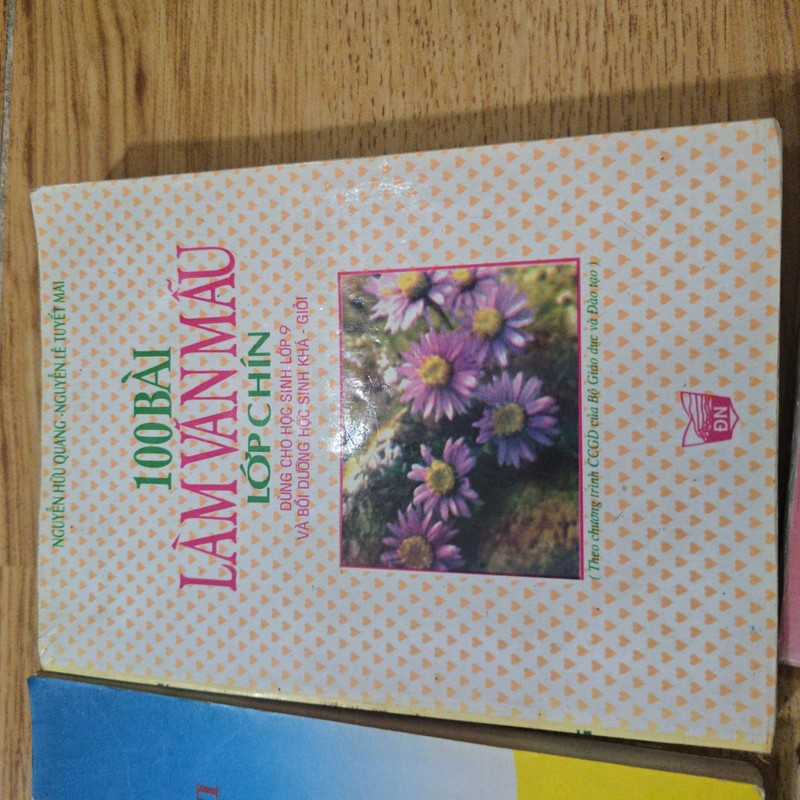 NGUYỄN HỮU QUANG - NGUYỄN LÊ TUYẾT MAI
100 BÀI
LÀM VĂN MẪU
LỚP CHÍN
DÙNG CHO HỌC SINH LỚP 9
VÀ BỒI DƯỠNG HỌC SINH KHÁ - GIỎI
( Theo chương trình CCGD của Bộ Giáo dục và Đào tạo )
ĐN